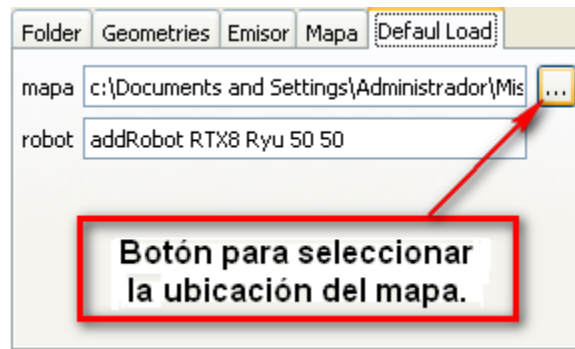 Folder Geometries Emisor Mapa Defaul Load
mapa c:\Documents and Settings\Administrador\Mis ...
robot addRobot RTX8 Ryu 50 50
Botón para seleccionar
la ubicación del mapa.